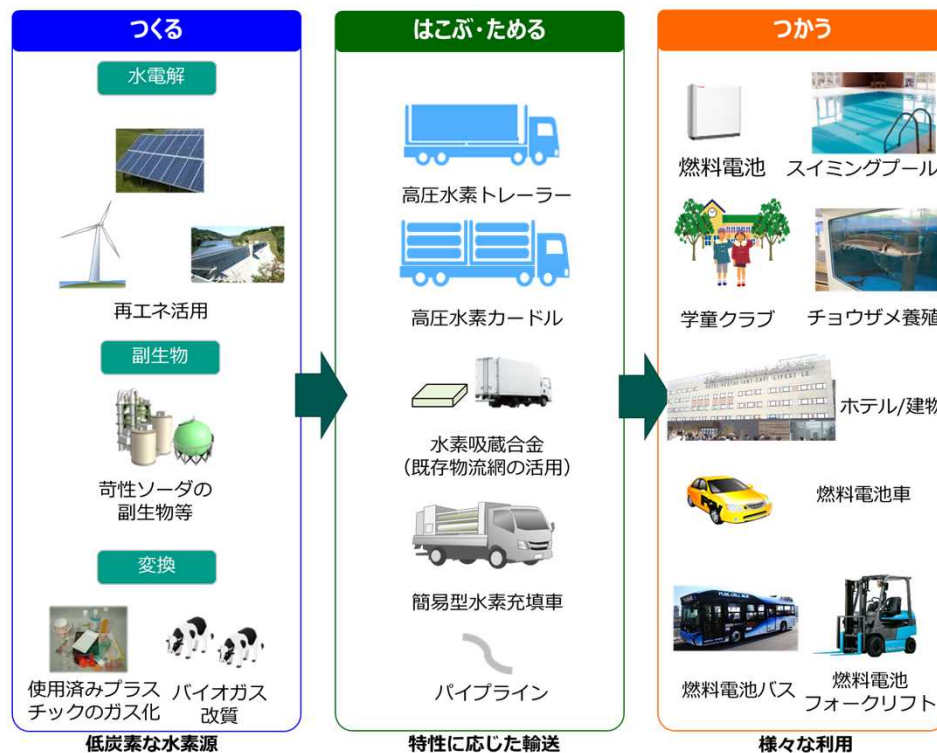 つくる
水電解
再エネ活用
副生物
苛性ソーダの
副生物等
変換
使用済みプラス
チックのガス化
バイオガス
改質
低炭素な水素源
はこぶ・ためる
高圧水素トレーラー
高圧水素カードル
水素吸蔵合金
（既存物流網の活用）
簡易型水素充填車
パイプライン
特性に応じた輸送
つかう
燃料電池
スイミングプール
学童クラブ
チョウザメ養殖
ホテル/建物
燃料電池車
FUEL CELL BUS
燃料電池バス
燃料電池
フォークリフト
様々な利用